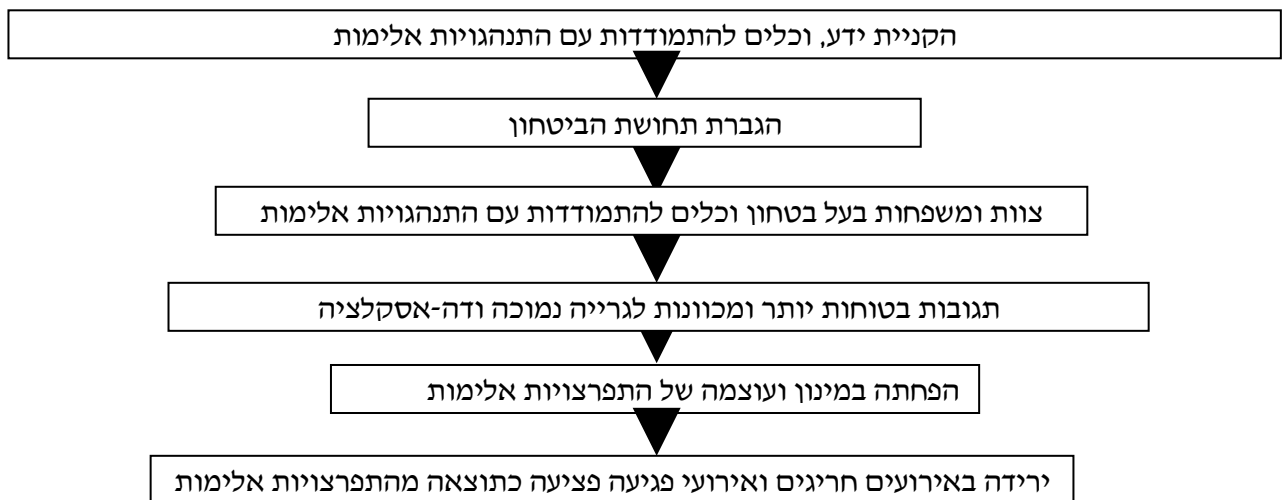 הקניית ידע, וכלים להתמודדות עם התנהגויות אלימות
הגברת תחושת הביטחון
צוות ומשפחות בעל בטחון וכלים להתמודדות עם התנהגויות אלימות
תגובות בטוחות יותר ומכוונות לגרייה נמוכה ודה-אסקלציה
הפחתה במינון ועוצמה של התפרצויות אלימות
ירידה באירועים חריגים ואירועי פגיעה פציעה כתוצאה מהתפרצויות אלימות